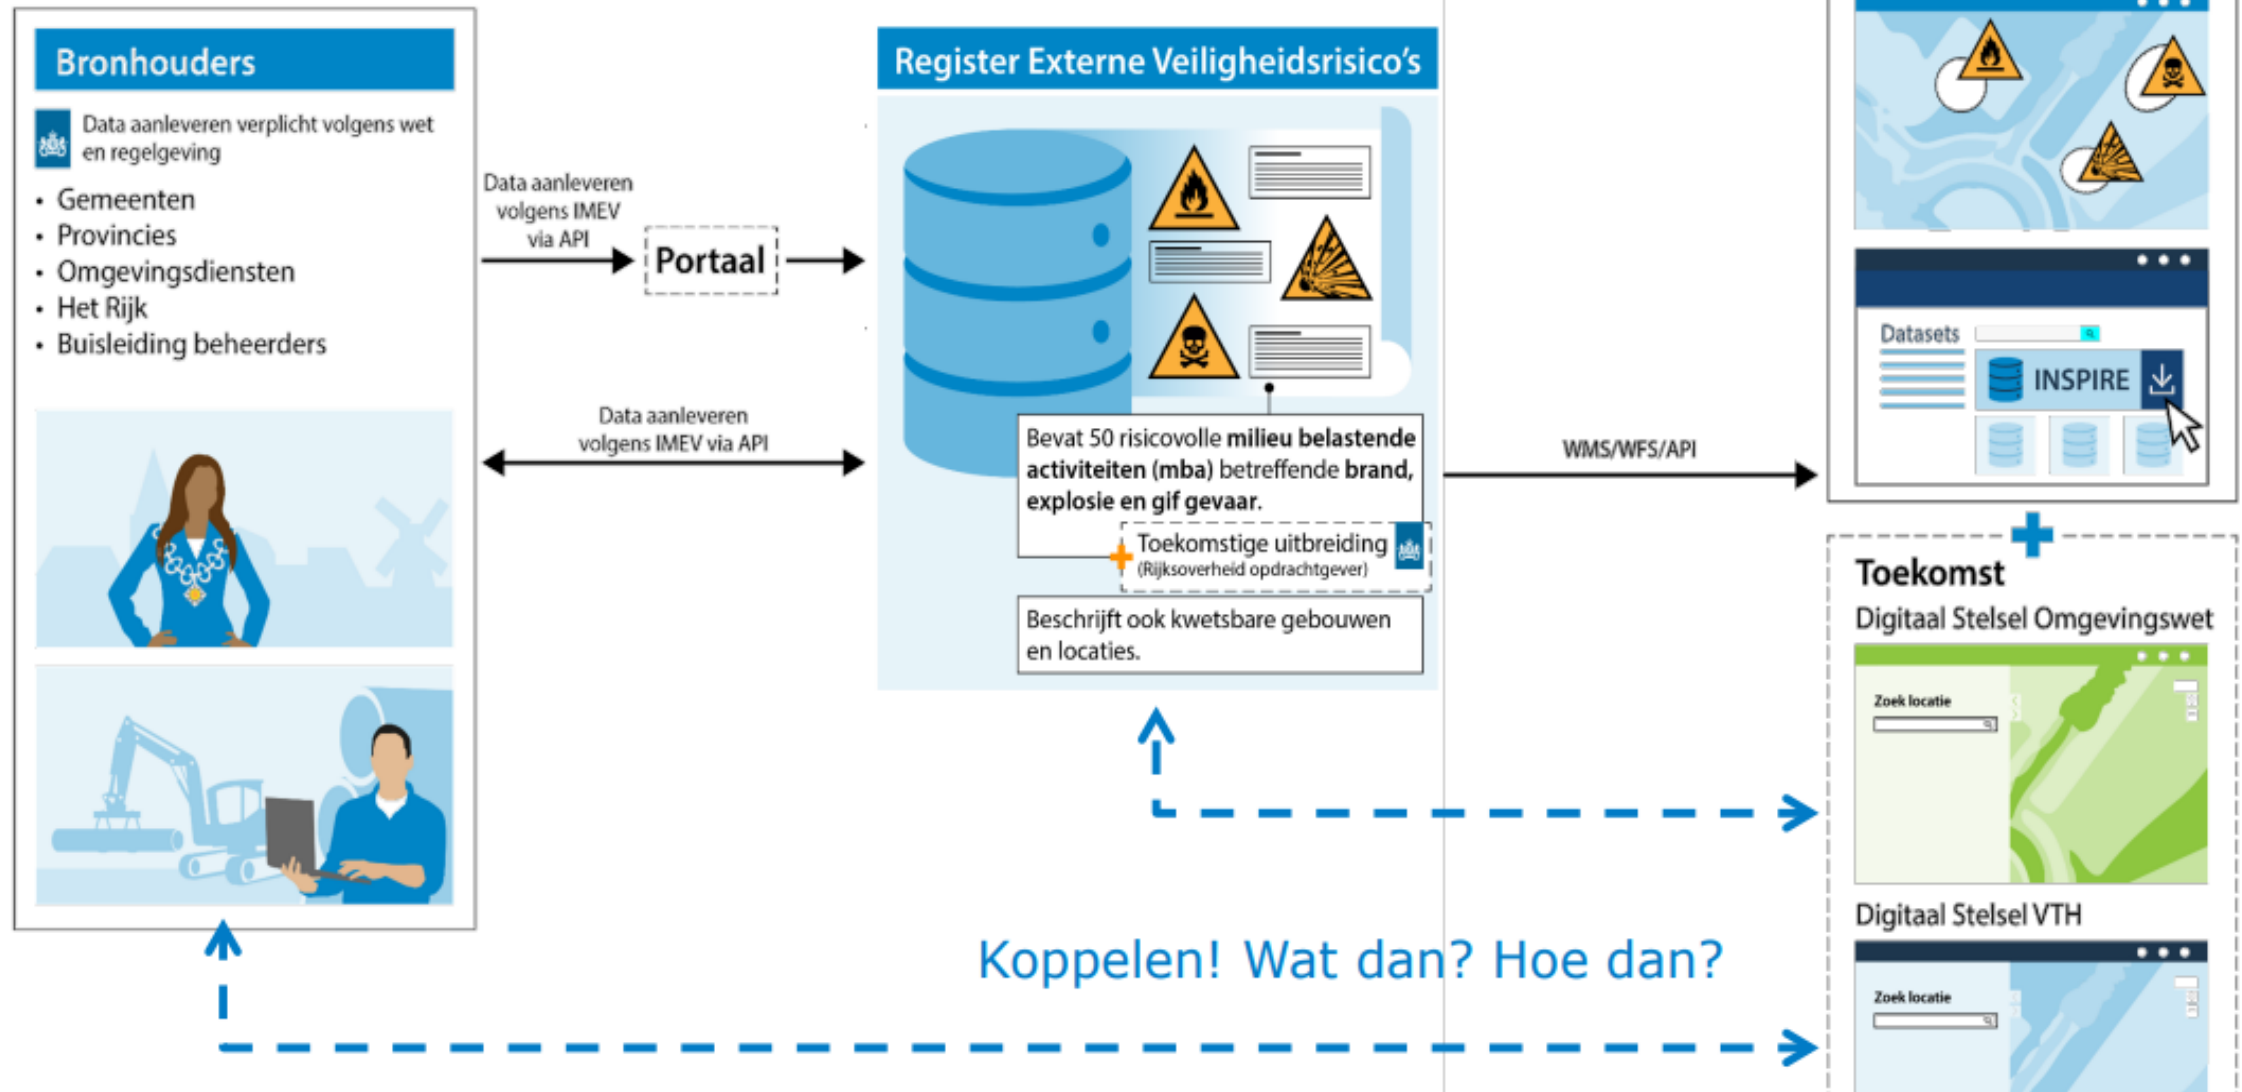 Bronhouders
Data aanleveren verplicht volgens wet
en regelgeving
• Gemeenten
• Provincies
• Omgevingsdiensten
• Het Rijk
• Buisleiding beheerders
Data aanleveren
volgens IMEV
via API
Portaal
Data aanleveren
volgens IMEV via API
Register Externe Veiligheidsrisico's
Bevat 50 risicovolle milieu belastende
activiteiten (mba) betreffende brand,
explosie en gif gevaar.
Toekomstige uitbreiding
(Rijksoverheid opdrachtgever)
Beschrijft ook kwetsbare gebouwen
en locaties.
WMS/WFS/API
Datasets
INSPIRE
Toekomst
Digitaal Stelsel Omgevingswet
Zoek locatie
Digitaal Stelsel VTH
Zoek locatie
Koppelen! Wat dan? Hoe dan?